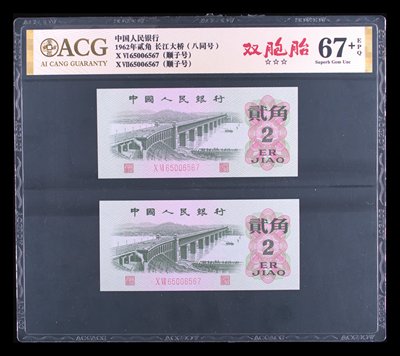 ACG
AI CANG GUARANTY
中国人民银行
1962年贰角 长江大桥（八同号）
X Ⅵ65006567（顺子号）
X Ⅶ65006567（顺子号）
双胞胎
☆☆☆
67+
EPQ
Superb Gem Unc
中國人民銀行
貳角
2
ER
JIAO
X Ⅵ 65006567
中國人民銀行
貳角
2
ER
JIAO
X Ⅶ 65006567